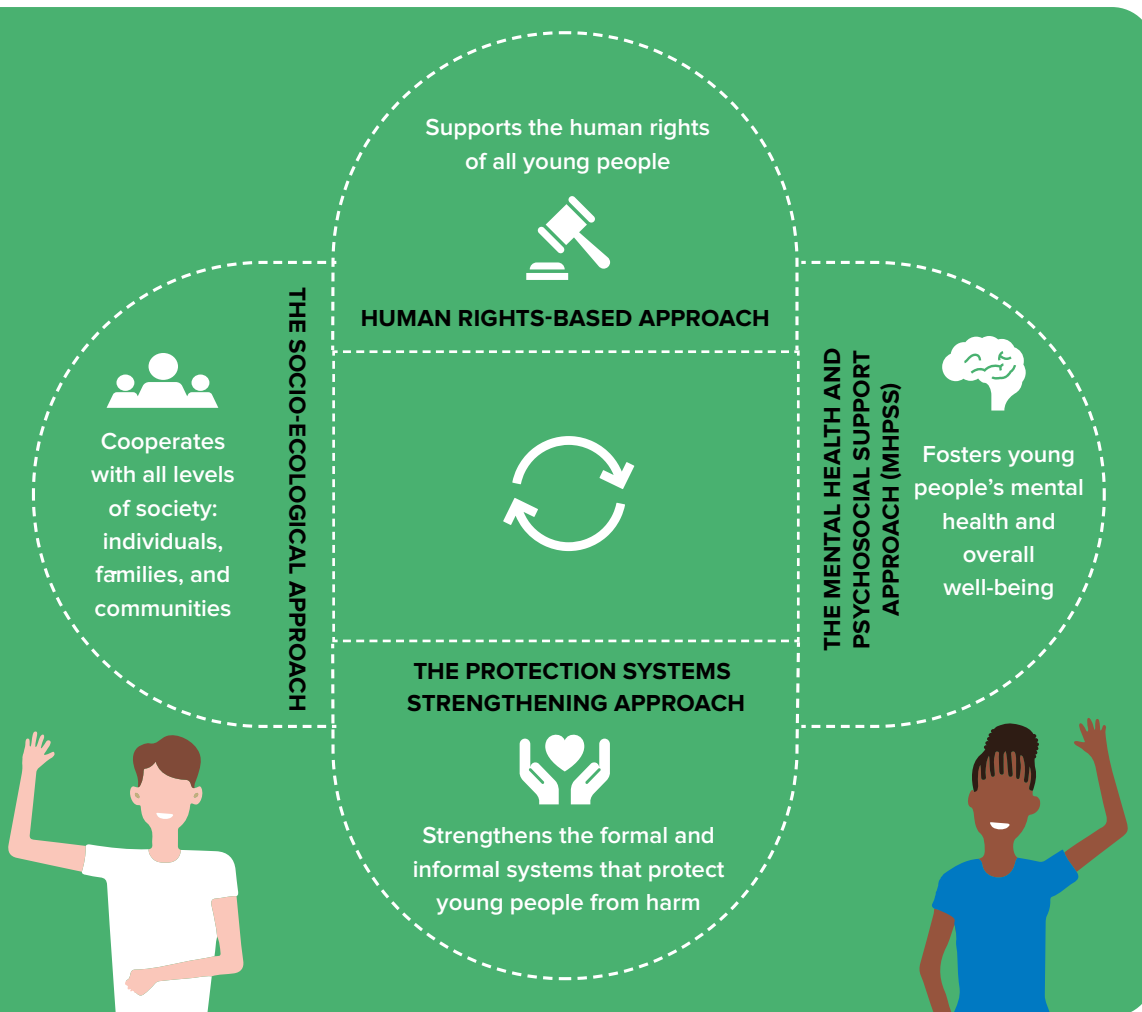 Supports the human rights
of all young people
HUMAN RIGHTS-BASED APPROACH
THE SOCIO-ECOLOGICAL APPROACH
Cooperates
with all levels
of society:
individuals,
families, and
communities
THE MENTAL HEALTH AND
PSYCHOSOCIAL SUPPORT
APPROACH (MHPSS)
Fosters young
people’s mental
health and
overall
well-being
THE PROTECTION SYSTEMS
STRENGTHENING APPROACH
Strengthens the formal and
informal systems that protect
young people from harm